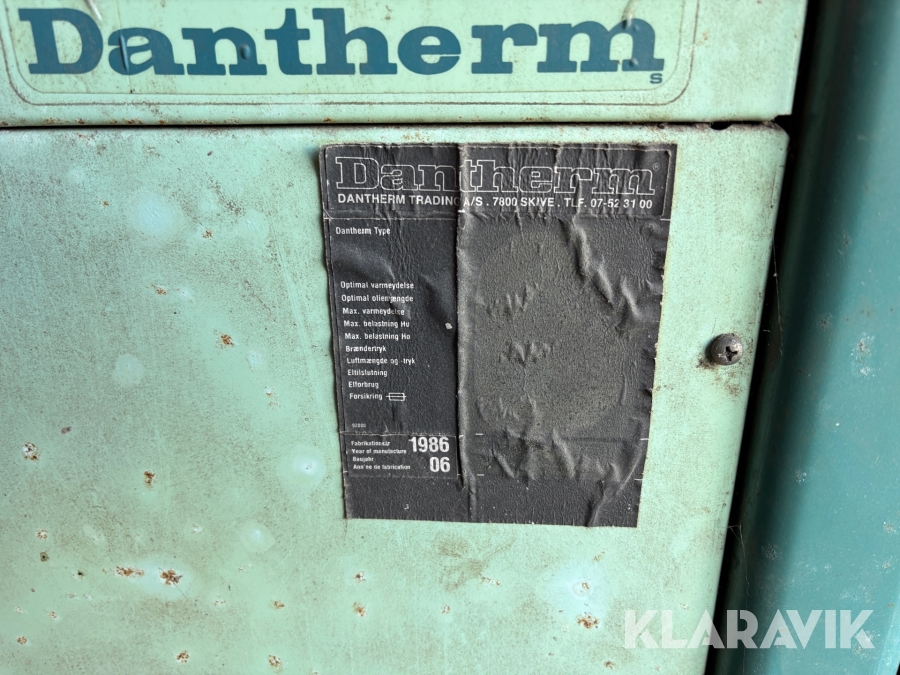 Dantherm
S
Dantherm®
DANTHERM TRADING A/S . 7800 SKIVE . TLF. 07-52 31 00
Dantherm Type
Optimal varmeydelse
Optimal oliemængde
Max. varmeydelse
Max. belastning Hu
Max. belastning Ho
Brændertryk
Luftmængde og -tryk
Eltilslutning
Elforbrug
Forsikring
Fabrikationsår
Year of manufacture
Baujahr
Ann'ee de fabrication
1986
06
KLARAVIK